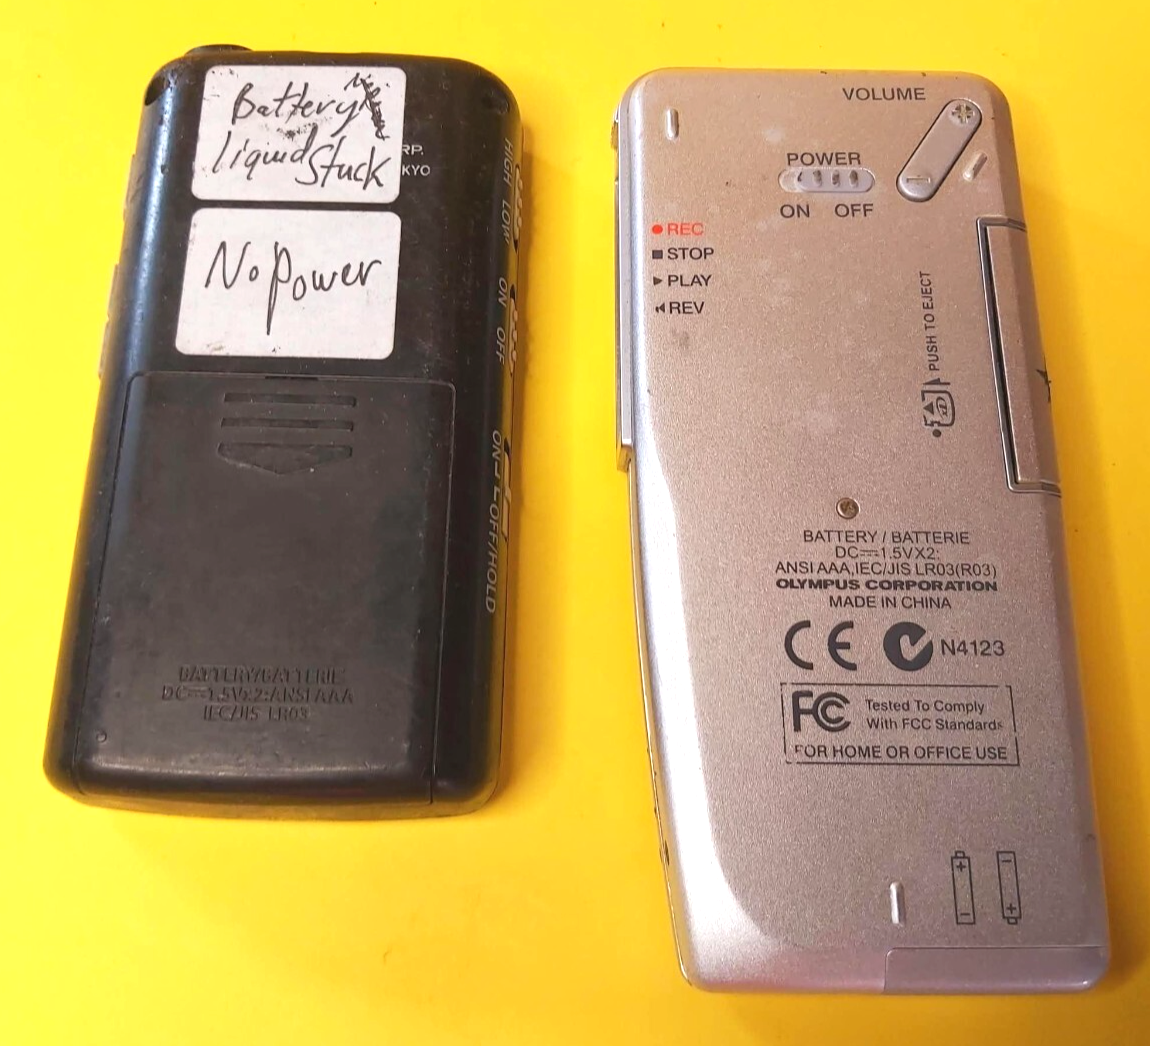 Battery
liquid Stuck
RP.
KYO
No Power
HIGH LOW
ON OFF
ON OFF/HOLD
BATTERY/BATTERIE
DC 1.5Vx2:ANSI AAA
IEC/JIS LR03
VOLUME
+
POWER
-
ON OFF
REC
STOP
PLAY
REV
PUSH TO EJECT
xD
BATTERY / BATTERIE
DC 1.5VX2:
ANSI AAA,IEC/JIS LR03(R03)
OLYMPUS CORPORATION
MADE IN CHINA
CE N4123
FC Tested To Comply
With FCC Standards
FOR HOME OR OFFICE USE
+ -
- +